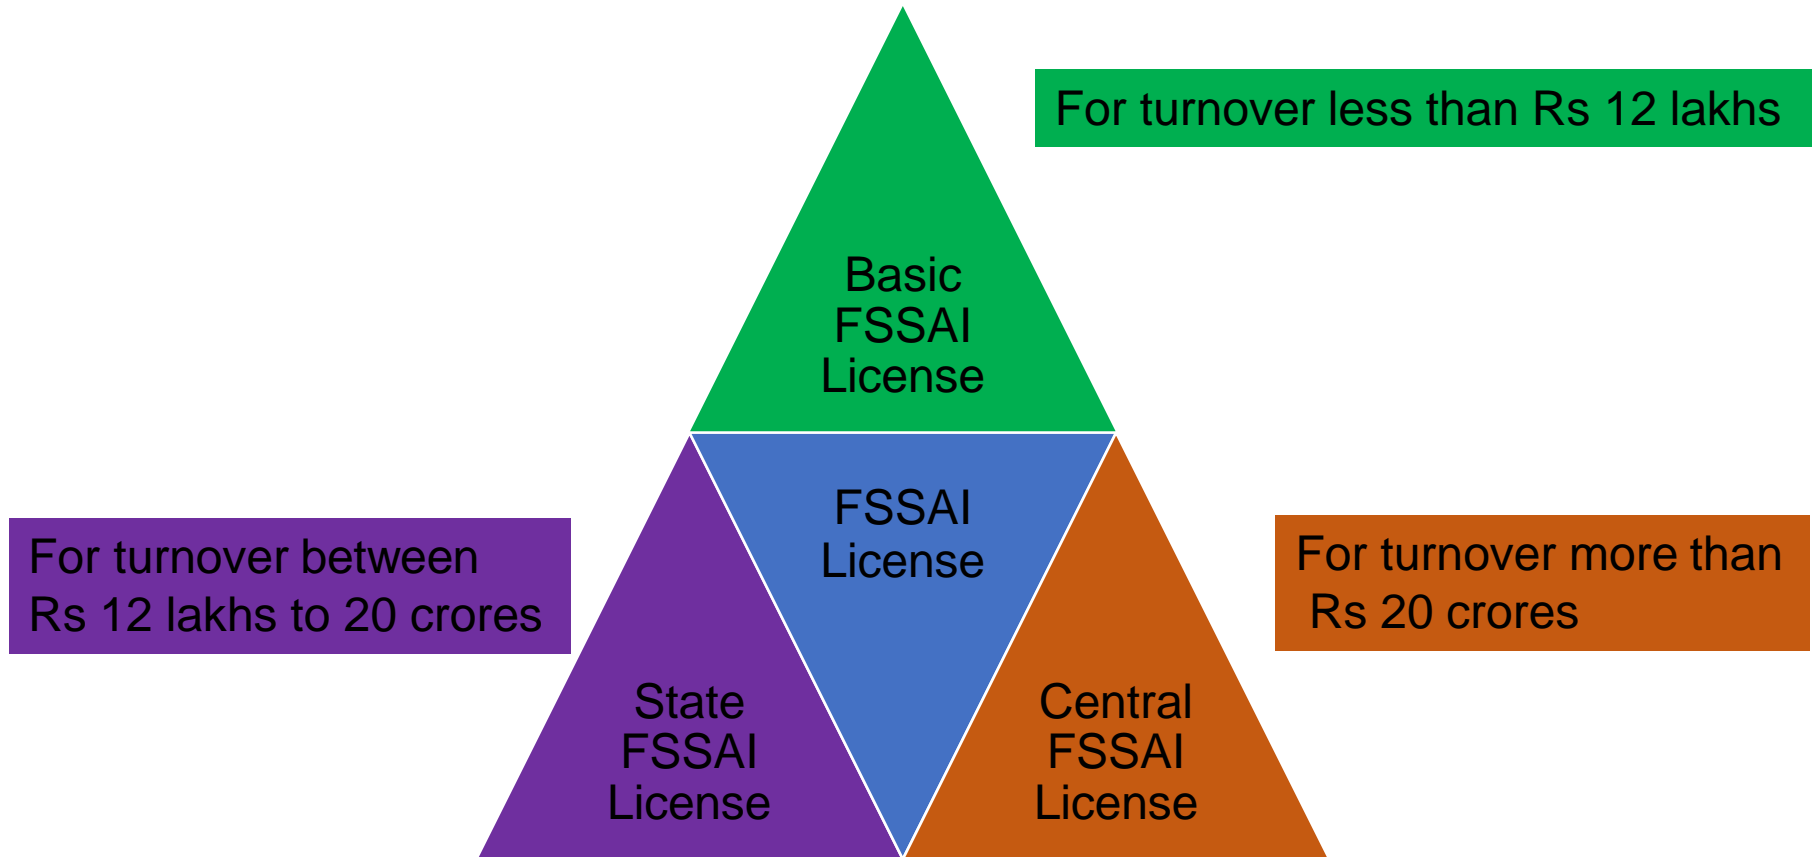 For turnover less than Rs 12 lakhs
Basic
FSSAI
License
FSSAI
License
For turnover between
Rs 12 lakhs to 20 crores
For turnover more than
Rs 20 crores
State
FSSAI
License
Central
FSSAI
License